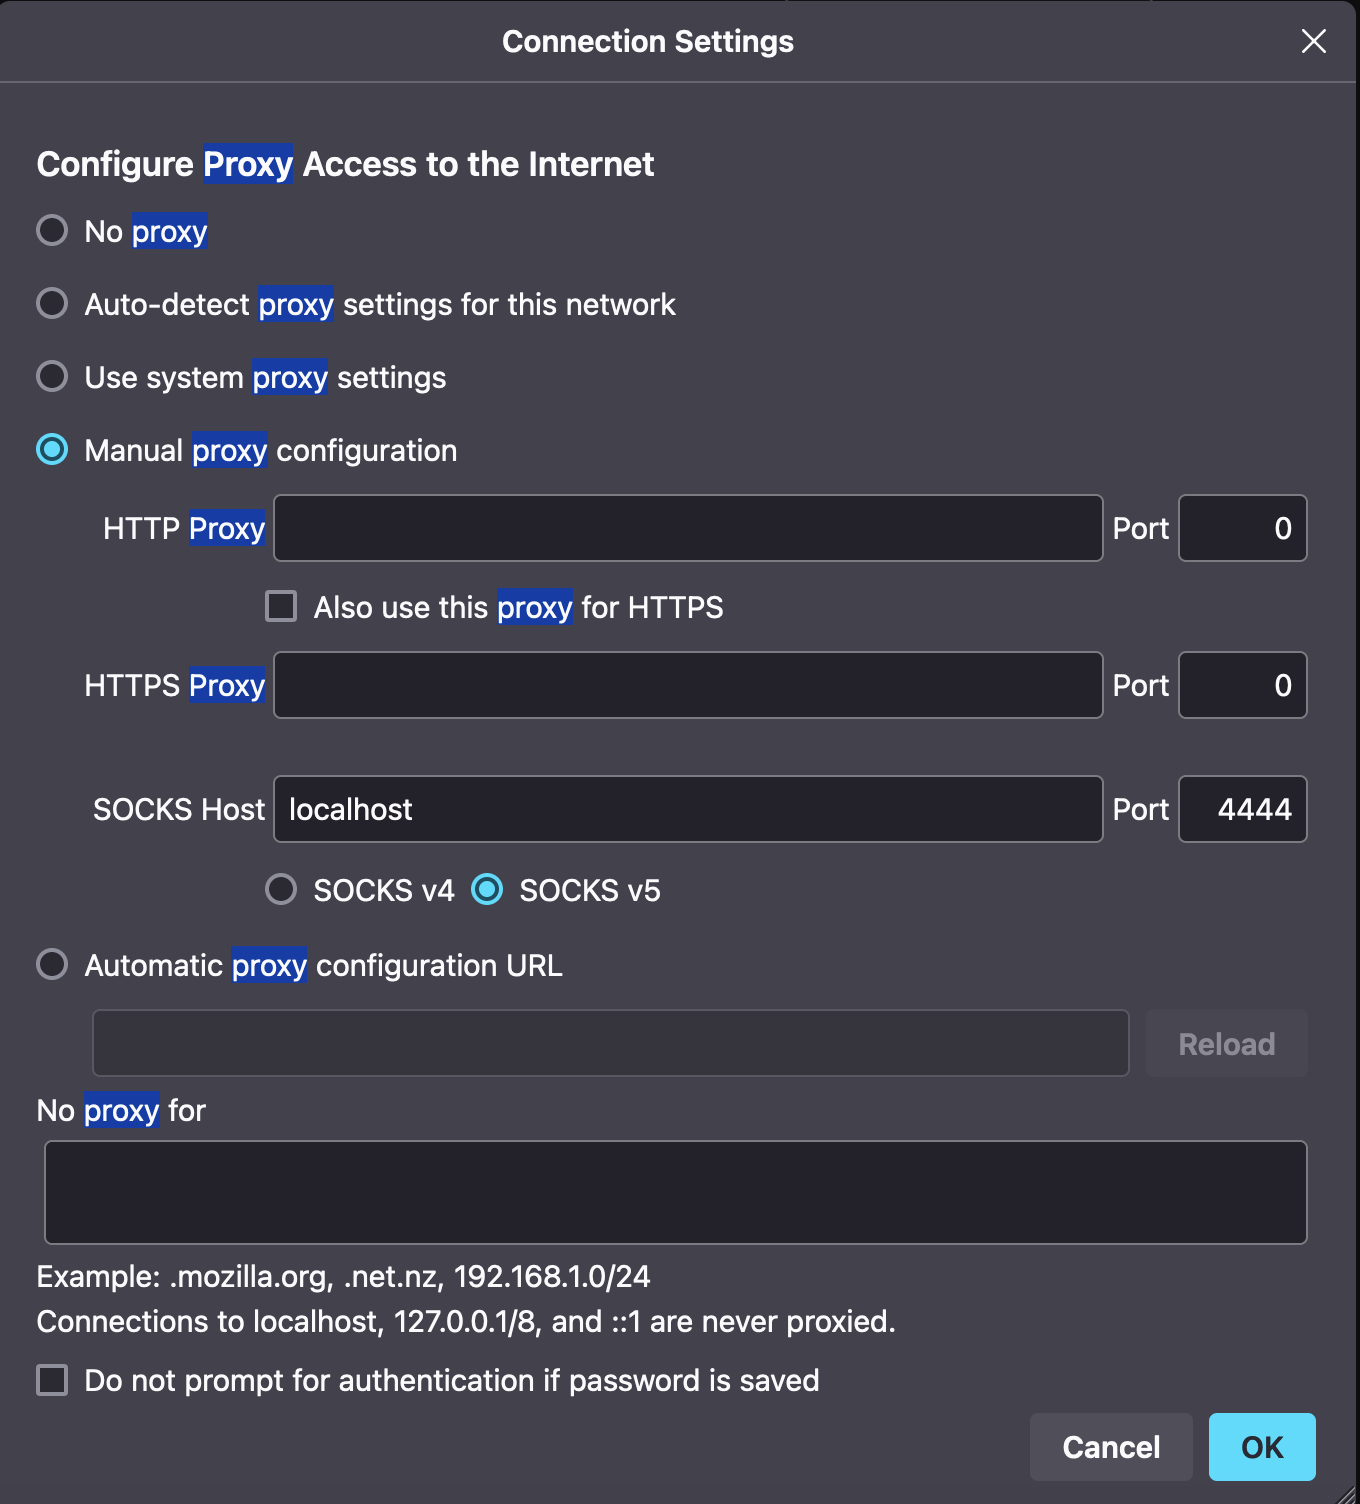 Connection Settings
Configure Proxy Access to the Internet
No proxy
Auto-detect proxy settings for this network
Use system proxy settings
Manual proxy configuration
HTTP Proxy Port 0
Also use this proxy for HTTPS
HTTPS Proxy Port 0
SOCKS Host localhost Port 4444
SOCKS v4 SOCKS v5
Automatic proxy configuration URL
Reload
No proxy for
Example: .mozilla.org, .net.nz, 192.168.1.0/24
Connections to localhost, 127.0.0.1/8, and ::1 are never proxied.
Do not prompt for authentication if password is saved
Cancel OK